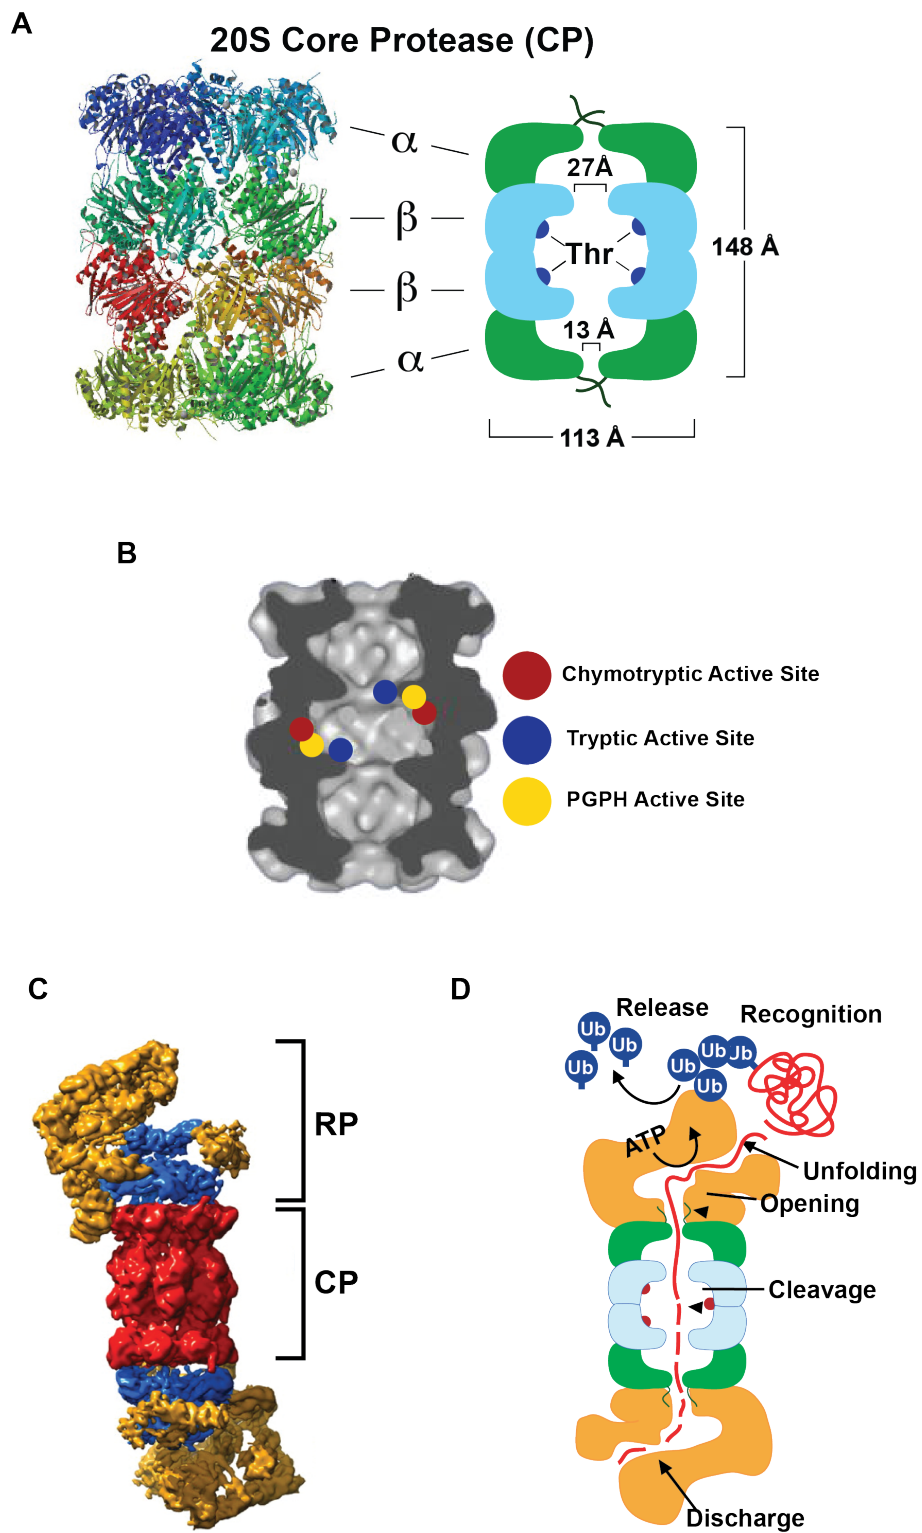 A
20S Core Protease (CP)
α
β
β
α
27Å
Thr
13 Å
148 Å
113 Å
B
Chymotryptic Active Site
Tryptic Active Site
PGPH Active Site
C
RP
CP
D
Release
Recognition
Ub
Ub
Ub
Ub
Ub
Jb
Ub
ATP
Unfolding
Opening
Cleavage
Discharge